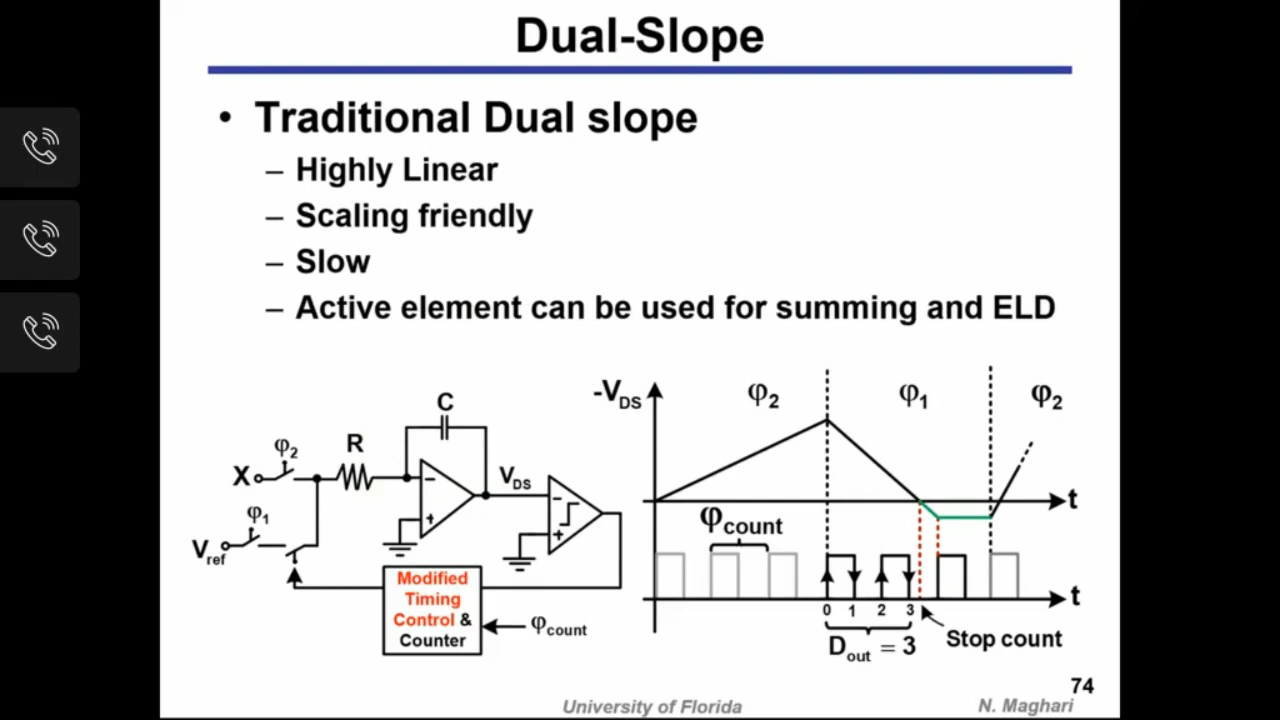 Dual-Slope
• Traditional Dual slope
– Highly Linear
– Scaling friendly
– Slow
– Active element can be used for summing and ELD
C
R
φ2
X
φ1
Vref
VDS
Modified
Timing
Control &
Counter
φcount
-VDS
φ2
φ1
φ2
t
φcount
t
0 1 2 3
Dout = 3
Stop count
74
University of Florida
N. Maghari